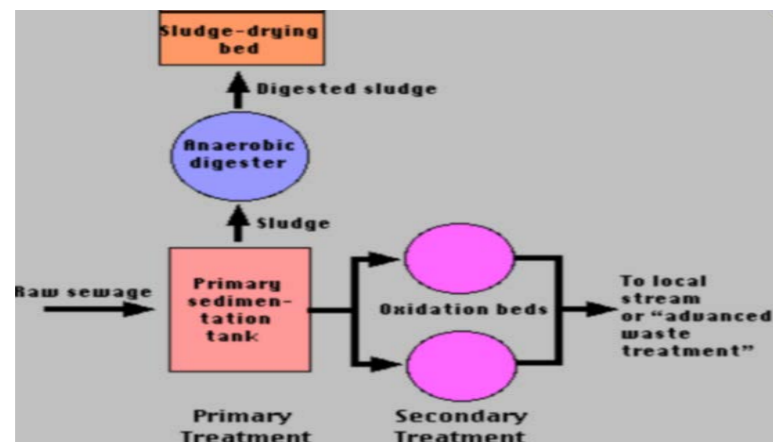 Sludge-drying
bed
Digested sludge
Anaerobic
digester
Sludge
Raw sewage
Primary
sedimen-
tation
tank
Oxidation beds
To local
stream
or “advanced
waste
treatment”
Primary
Treatment
Secondary
Treatment